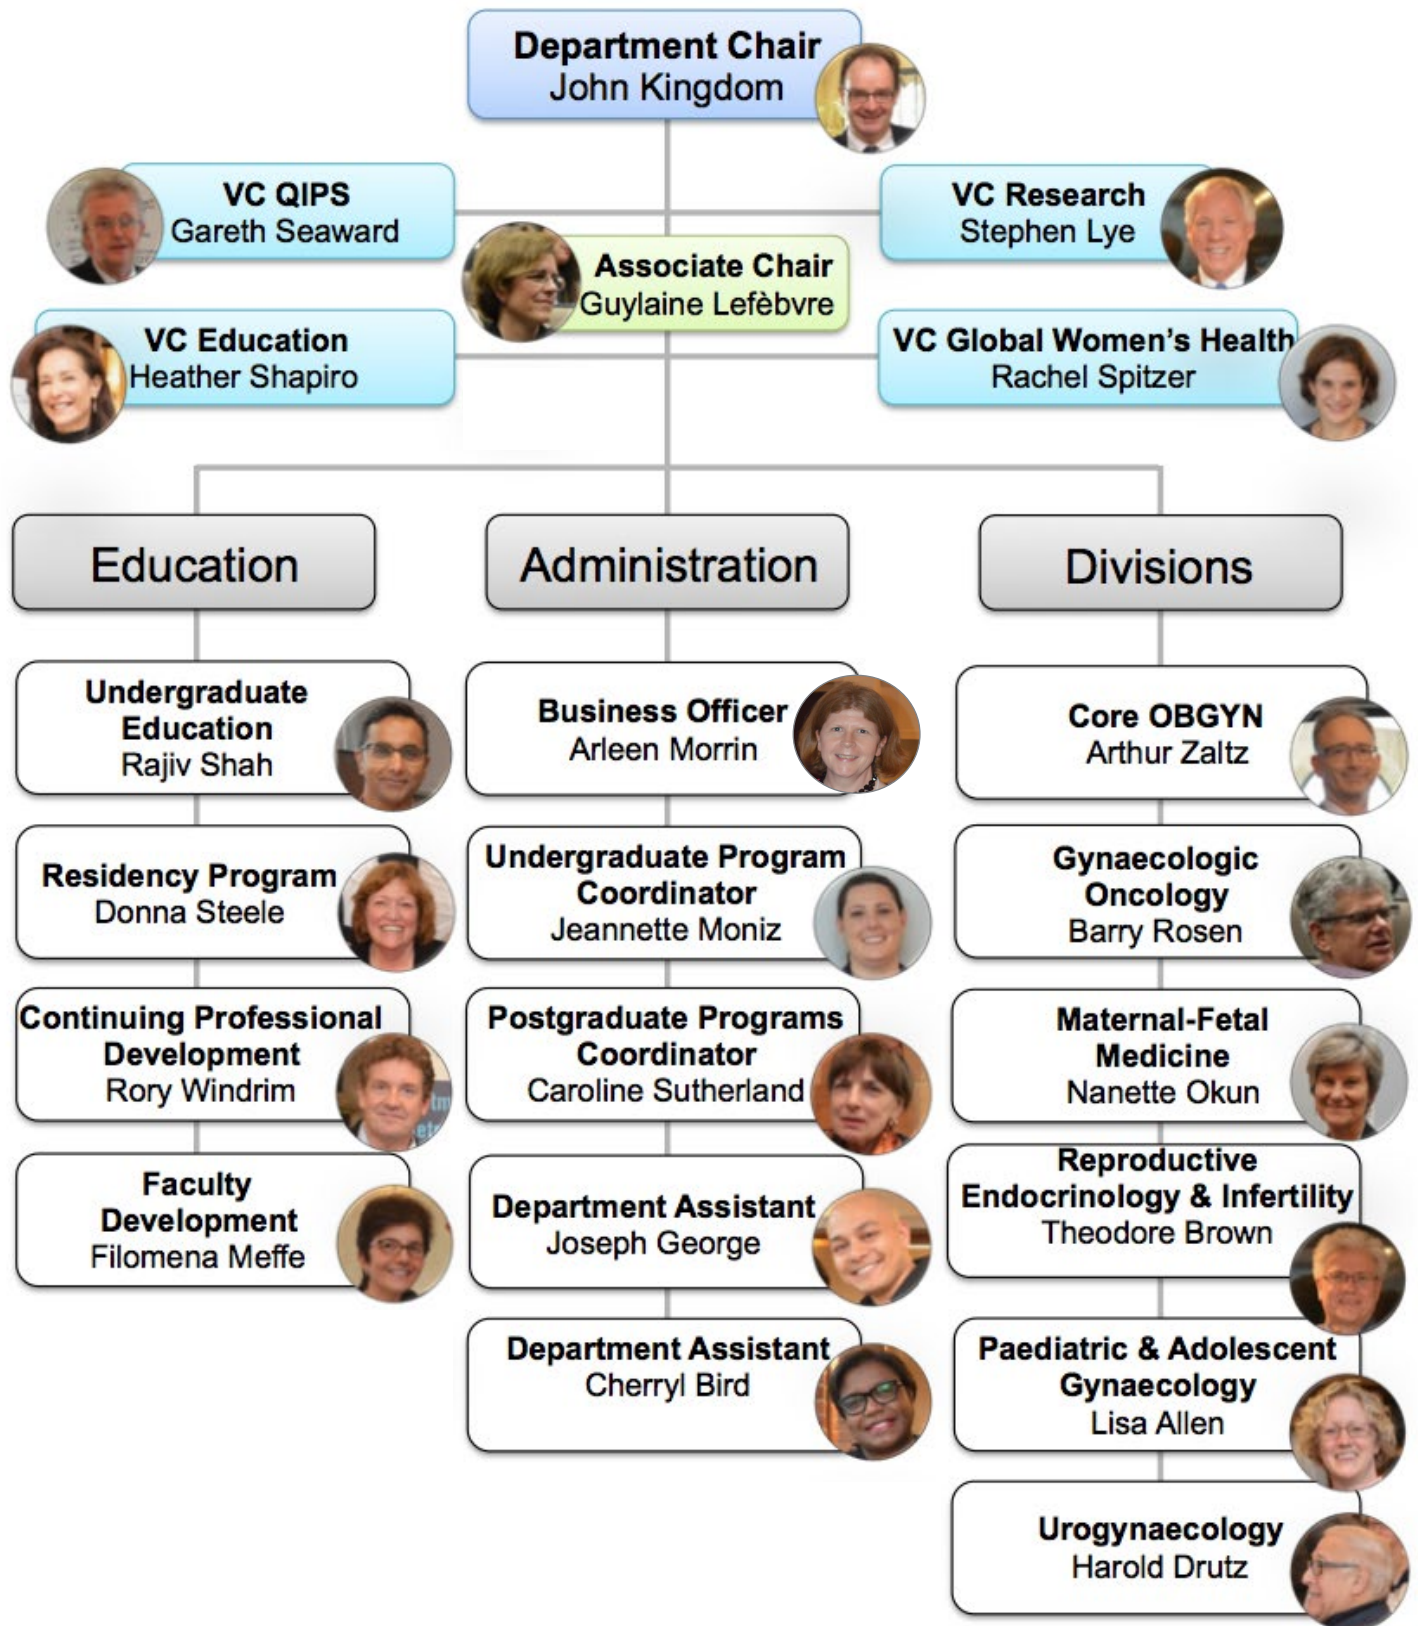 Department Chair
John Kingdom
VC QIPS
Gareth Seaward
VC Research
Stephen Lye
Associate Chair
Guylaine Lefèbvre
VC Education
Heather Shapiro
VC Global Women's Health
Rachel Spitzer
Education
Administration
Divisions
Undergraduate
Education
Rajiv Shah
Residency Program
Donna Steele
Continuing Professional
Development
Rory Windrim
Faculty
Development
Filomena Meffe
Business Officer
Arleen Morrin
Undergraduate Program
Coordinator
Jeannette Moniz
Postgraduate Programs
Coordinator
Caroline Sutherland
Department Assistant
Joseph George
Department Assistant
Cherryl Bird
Core OBGYN
Arthur Zaltz
Gynaecologic
Oncology
Barry Rosen
Maternal-Fetal
Medicine
Nanette Okun
Reproductive
Endocrinology & Infertility
Theodore Brown
Paediatric & Adolescent
Gynaecology
Lisa Allen
Urogynaecology
Harold Drutz